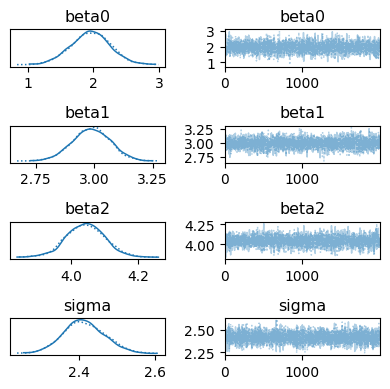 beta0 beta0
3
2
1
1 2 3 0 1000
beta1 beta1
3.25
3.00
2.75
2.75 3.00 3.25 0 1000
beta2 beta2
4.25
4.00
4.0 4.2 0 1000
sigma sigma
2.50
2.25
2.4 2.6 0 1000